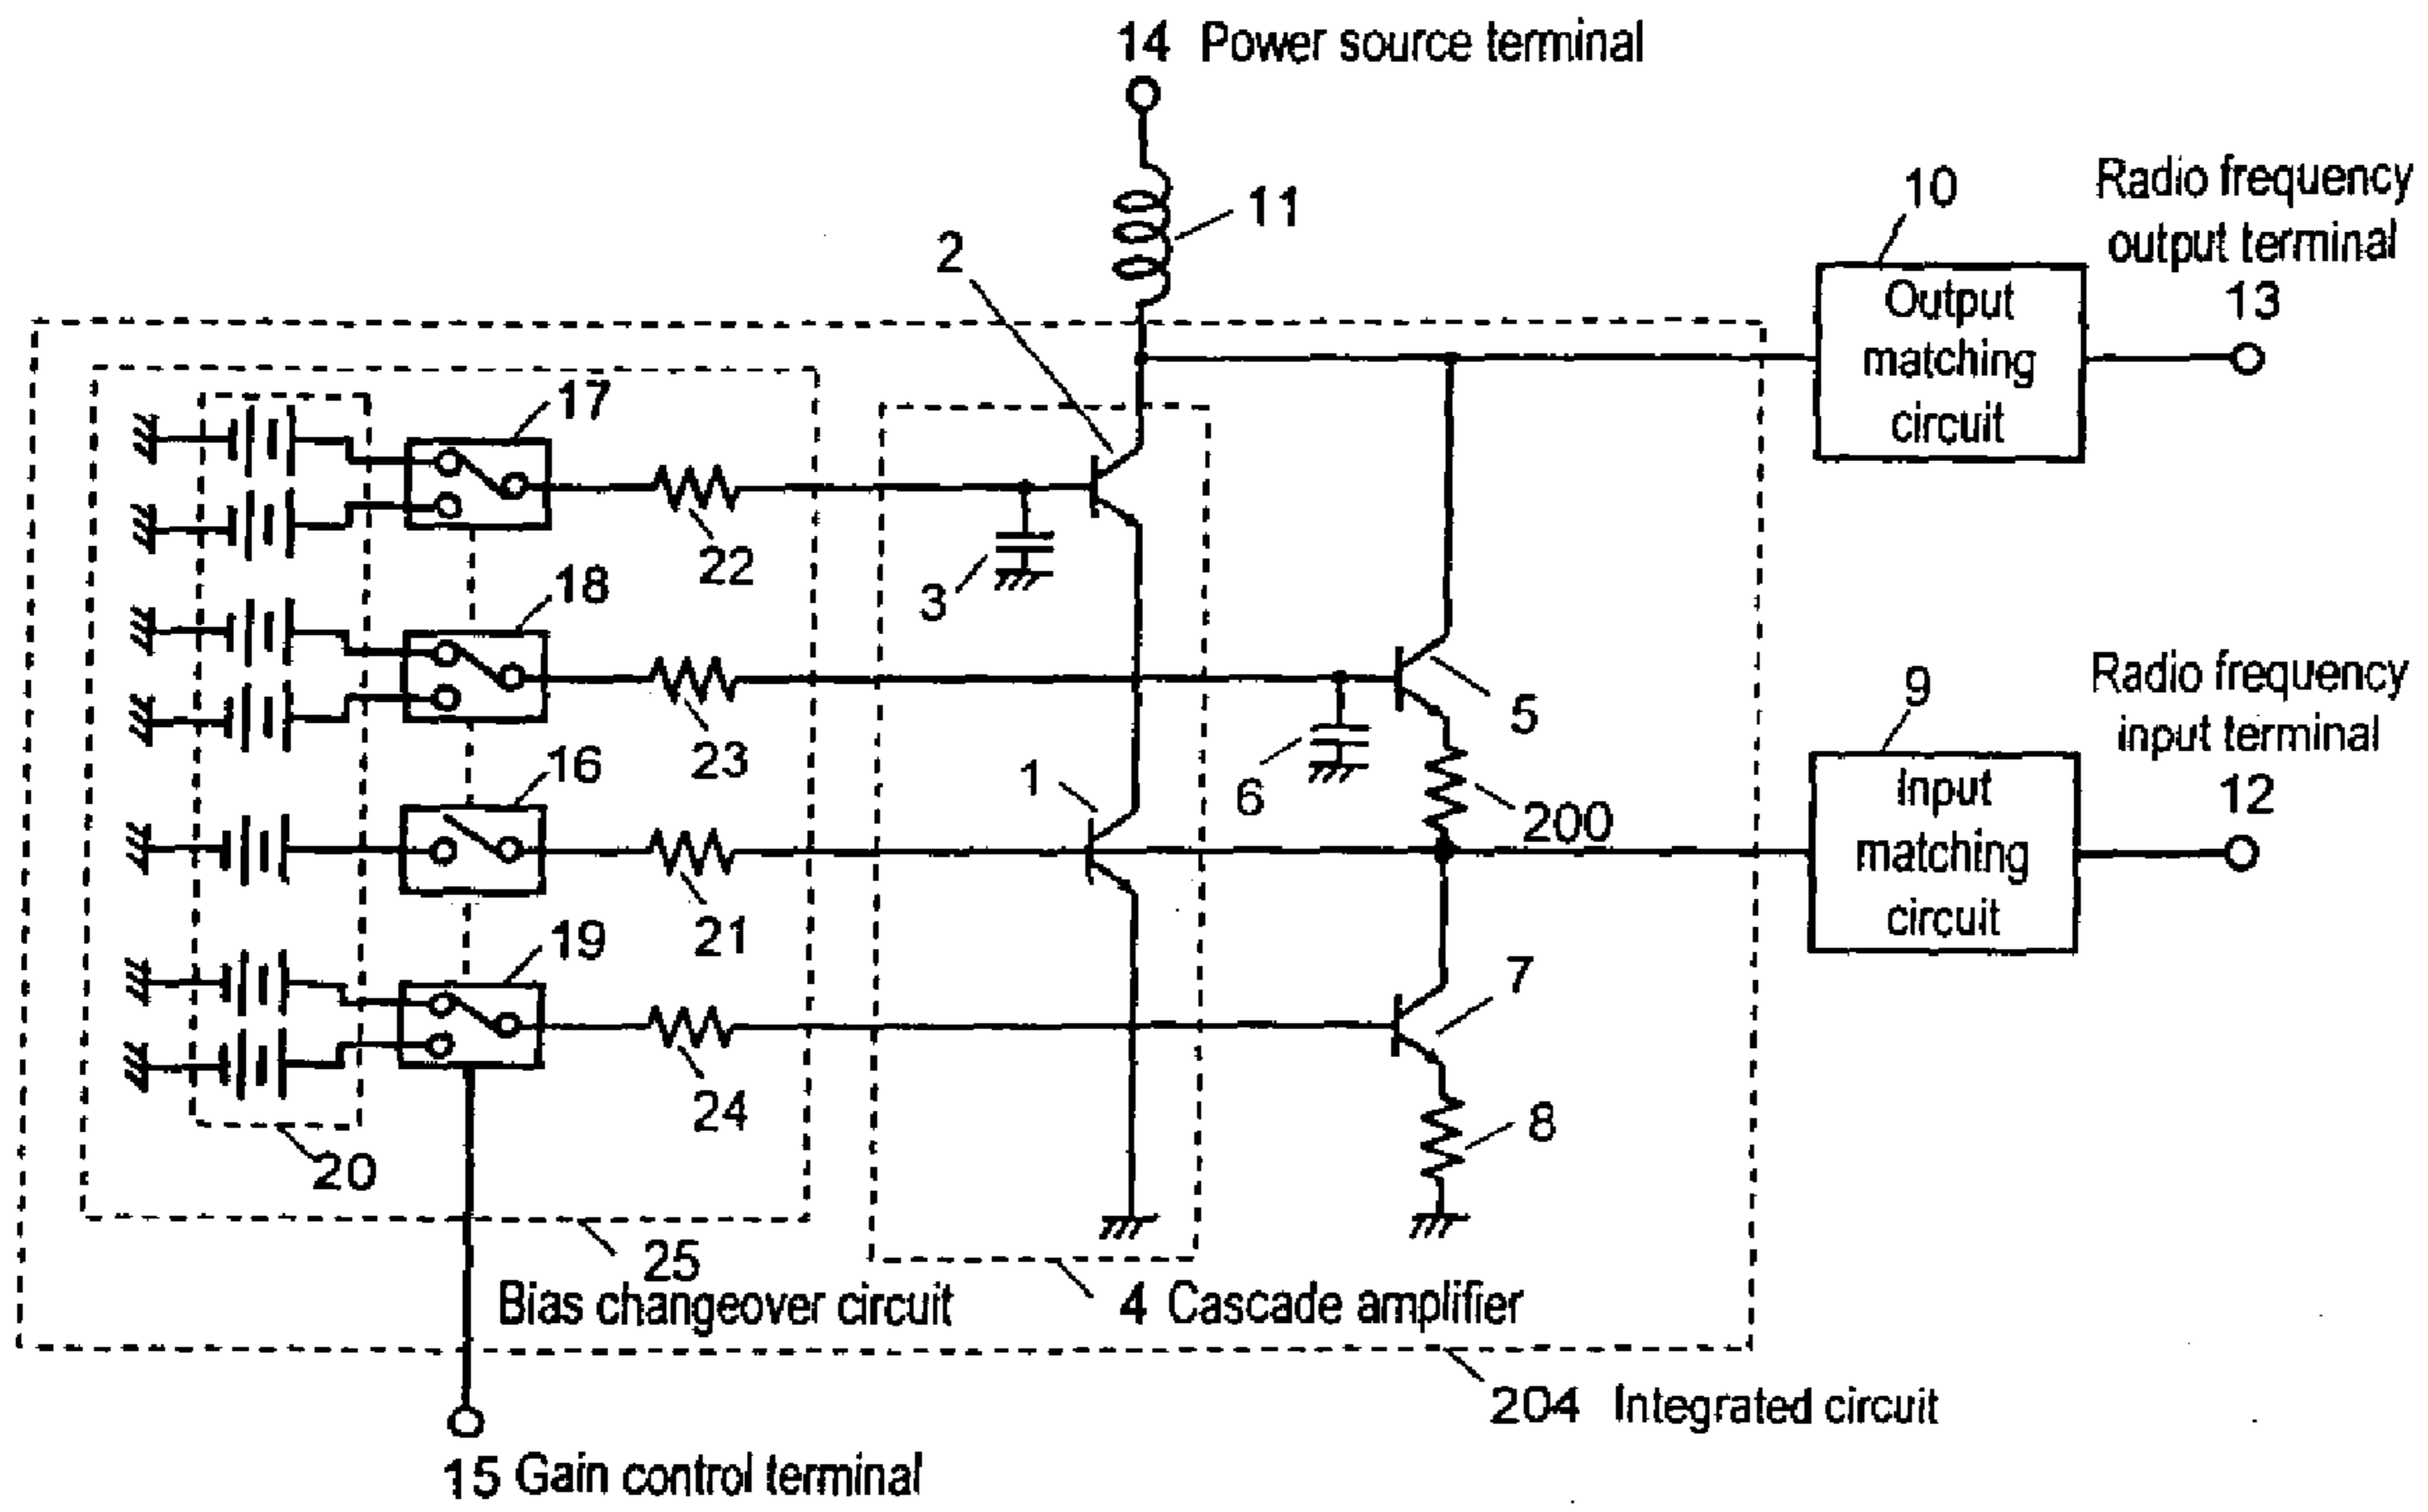 14 Power source terminal
11
2
10
Radio frequency
output terminal
13
Output
matching
circuit
17
22
3
18
23
5
6
200
Radio frequency
input terminal
12
9
Input
matching
circuit
16
1
21
19
7
24
8
20
25
Bias changeover circuit
4 Cascade amplifier
204 Integrated circuit
15 Gain control terminal